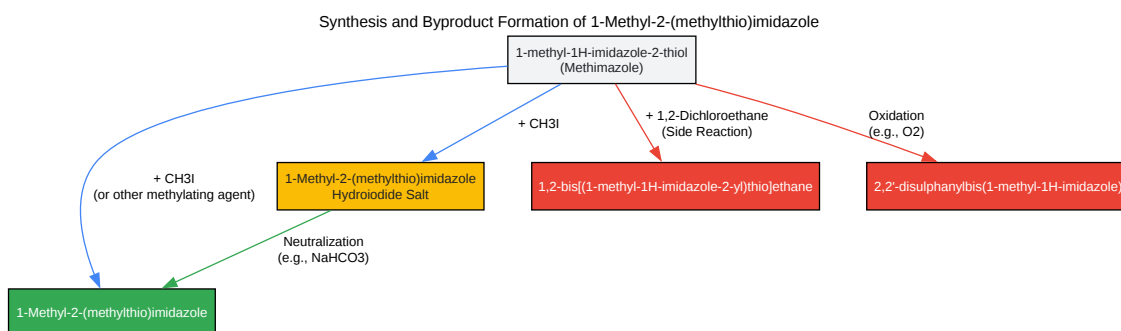 Synthesis and Byproduct Formation of 1-Methyl-2-(methylthio)imidazole
1-methyl-1H-imidazole-2-thiol
(Methimazole)
+ CH3I
+ 1,2-Dichloroethane
(Side Reaction)
Oxidation
(e.g., O2)
+ CH3I
(or other methylating agent)
1-Methyl-2-(methylthio)imidazole
Hydroiodide Salt
1,2-bis[(1-methyl-1H-imidazole-2-yl)thio]ethane
2,2'-disulphanylbis(1-methyl-1H-imidazole)
Neutralization
(e.g., NaHCO3)
1-Methyl-2-(methylthio)imidazole